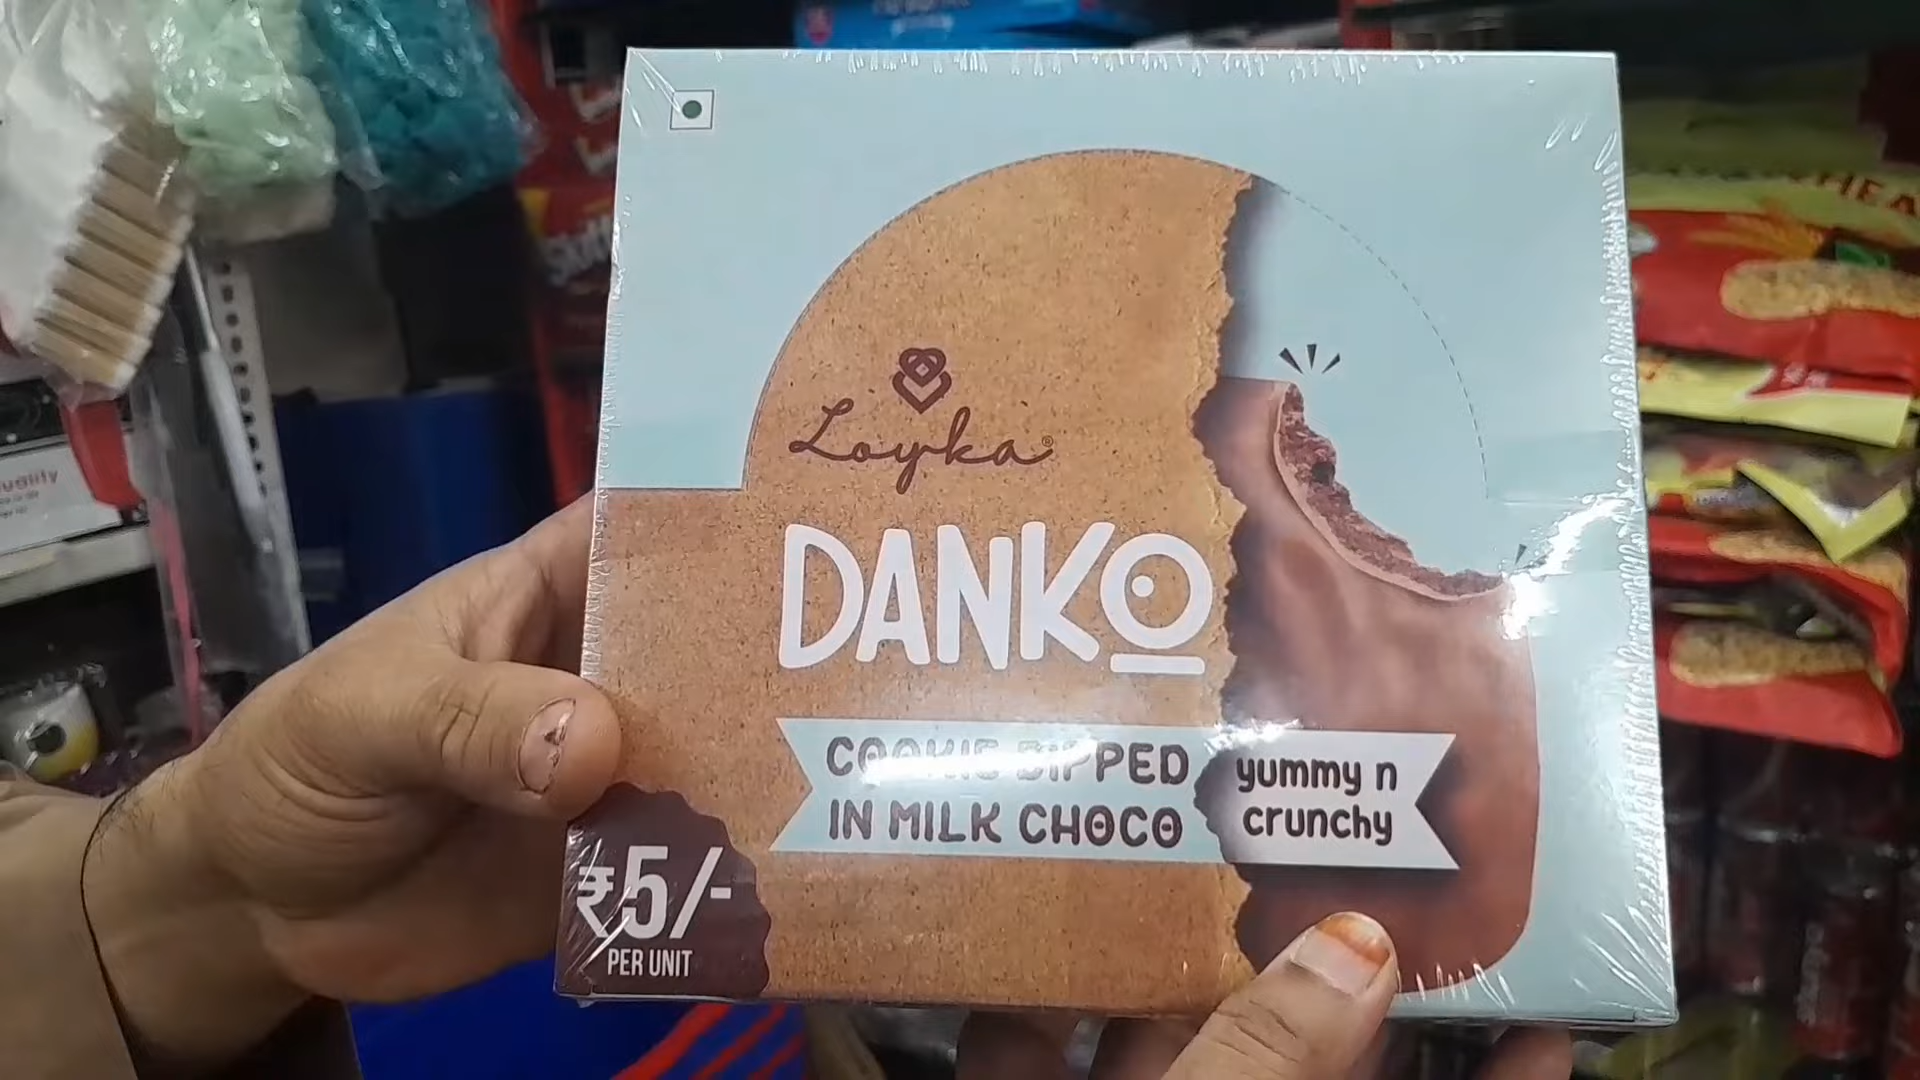 Loyka®
DANKO
COOKIE DIPPED
IN MILK CHOCO
yummy n
crunchy
₹5/-
PER UNIT